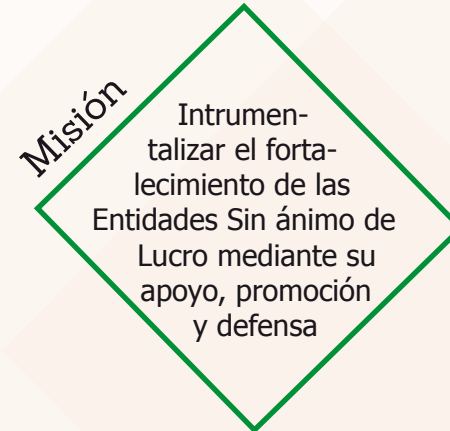 Misión
Intrumen-
talizar el forta-
lecimiento de las
Entidades Sin ánimo de
Lucro mediante su
apoyo, promoción
y defensa